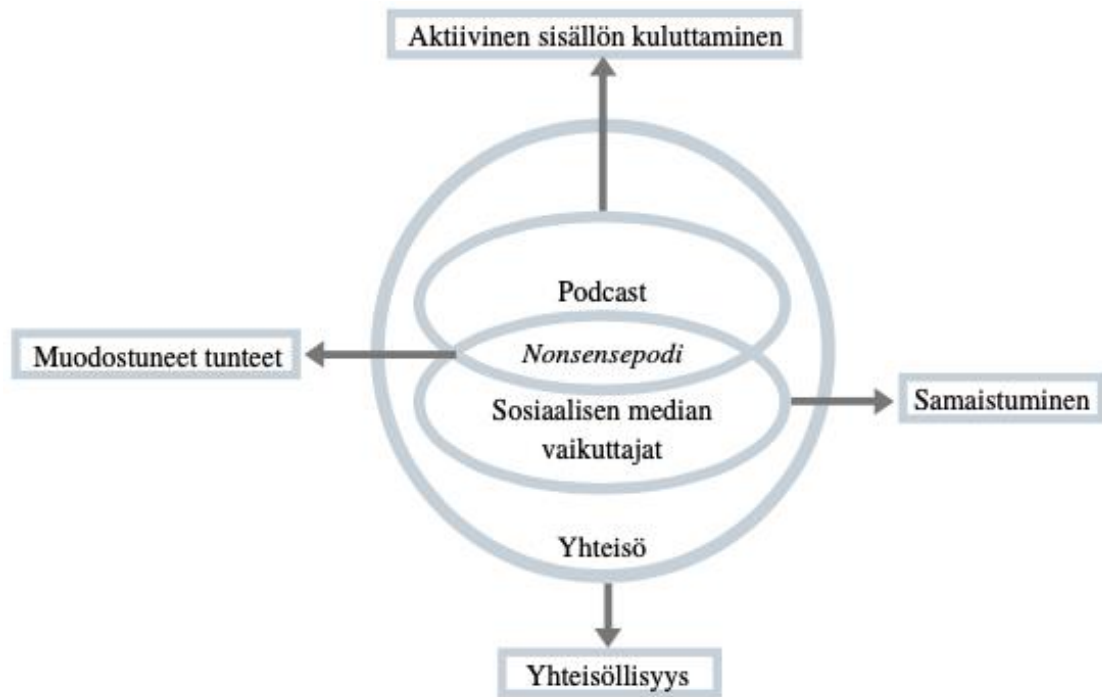 Aktiivinen sisällön kuluttaminen
Podcast
Muodostuneet tunteet
Nonsensepodi
Samaistuminen
Sosiaalisen median
vaikuttajat
Yhteisö
Yhteisöllisyys